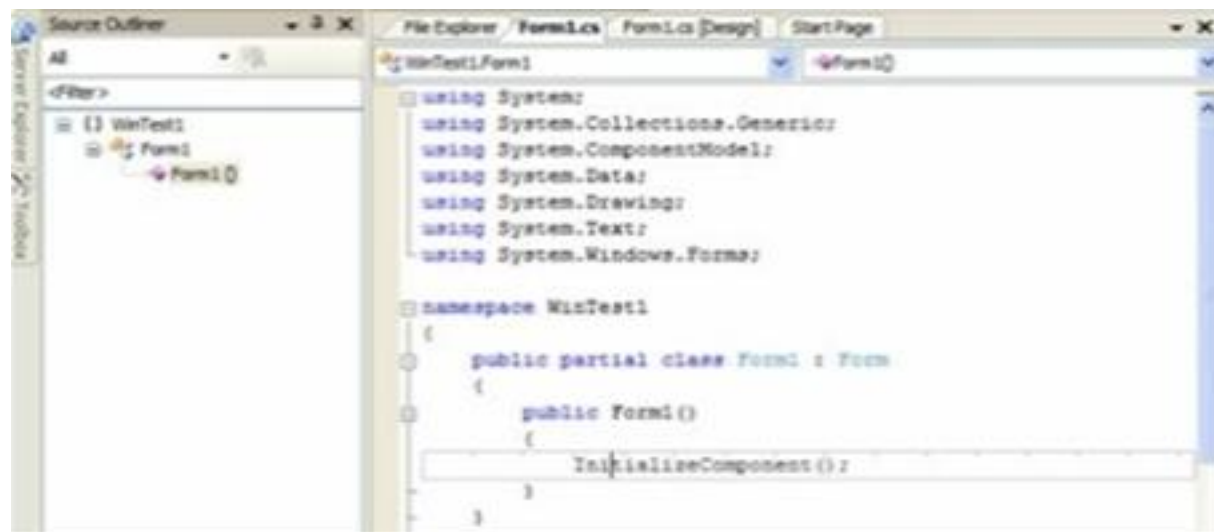 Source Outliner
All
<Filter>
{} WinTest1
Form1
Form1()
Server Explorer
Toolbox
File Explorer
Form1.cs
Form1.cs [Design]
Start Page
WinTest1.Form1
Form1()
using System;
using System.Collections.Generic;
using System.ComponentModel;
using System.Data;
using System.Drawing;
using System.Text;
using System.Windows.Forms;
namespace WinTest1
{
public partial class Form1 : Form
{
public Form1()
{
InitializeComponent();
}
}